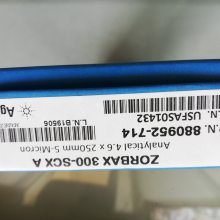 ZORBAX 300-SCX A
Analytical 4.6 x 250mm 5-Micron
P.N. 880952-714
L.N. B19506
S.N. USFAS01432
Ag